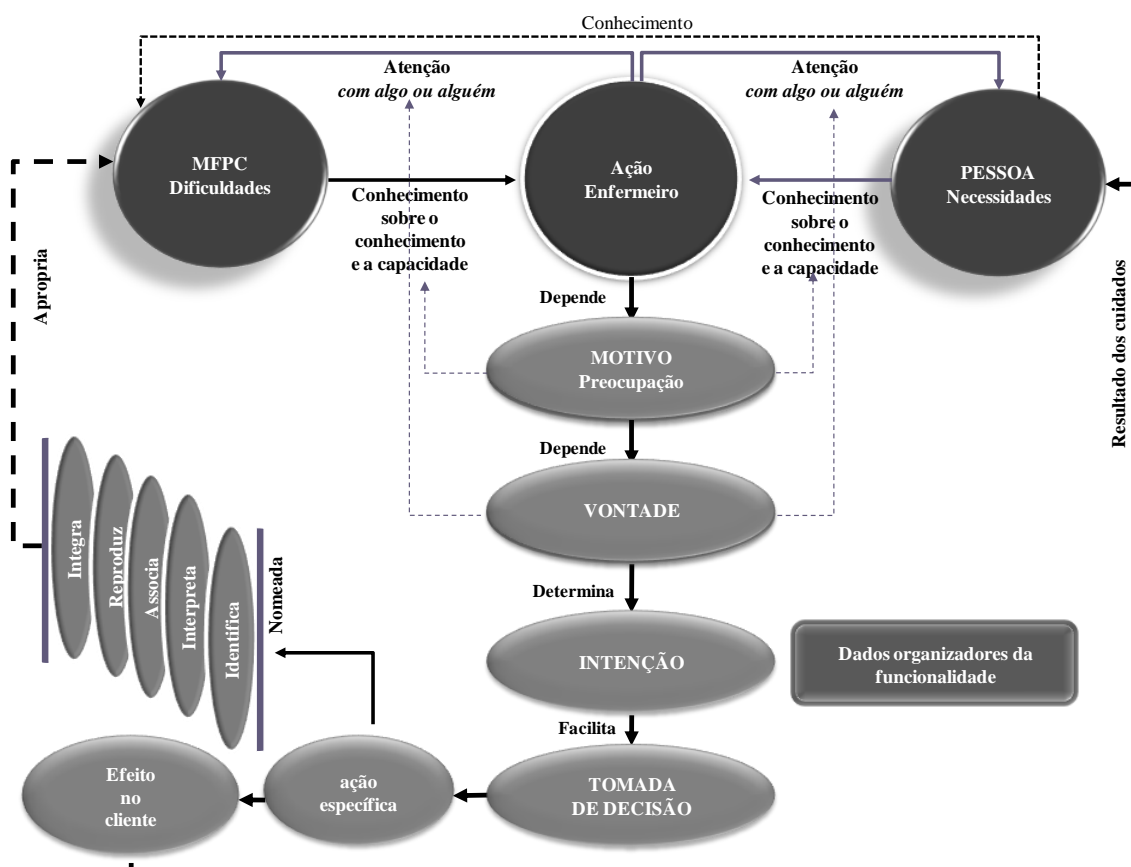 Conhecimento
Atenção
com algo ou alguém
Atenção
com algo ou alguém
MFPC
Dificuldades
Ação
Enfermeiro
PESSOA
Necessidades
Conhecimento
sobre o
conhecimento
e a capacidade
Conhecimento
sobre o
conhecimento
e a capacidade
Apropria
Resultado dos cuidados
Depende
MOTIVO
Preocupação
Depende
VONTADE
Integra
Reproduz
Associa
Interpreta
Identifica
Nomeada
Determina
INTENÇÃO
Dados organizadores da
funcionalidade
Facilita
Efeito
no
cliente
ação
específica
TOMADA
DE DECISÃO